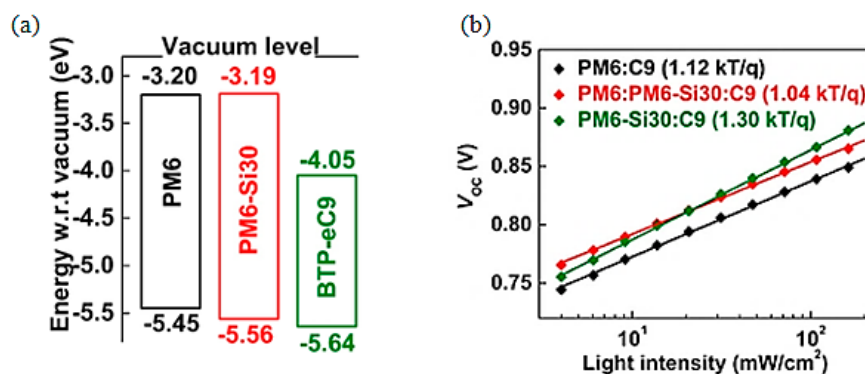 (a)
Vacuum level
Energy w.r.t vacuum (eV)
-3.0
-3.5
-4.0
-4.5
-5.0
-5.5
-3.20
PM6
-5.45
-3.19
PM6-Si30
-5.56
-4.05
BTP-eC9
-5.64
(b)
Voc (V)
0.95
0.90
0.85
0.80
0.75
PM6:C9 (1.12 kT/q)
PM6:PM6-Si30:C9 (1.04 kT/q)
PM6-Si30:C9 (1.30 kT/q)
10¹
10²
Light intensity (mW/cm²)